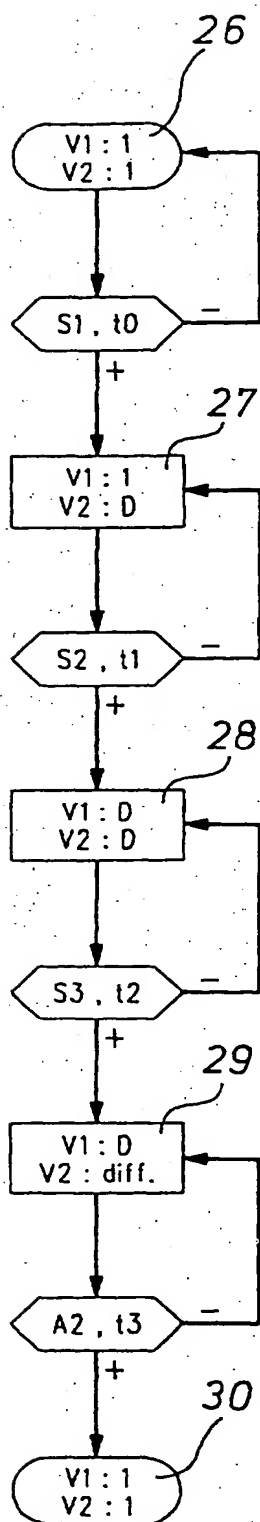 26
V1 : 1
V2 : 1
S1 , t0
−
+
27
V1 : 1
V2 : D
S2 , t1
−
+
28
V1 : D
V2 : D
S3 , t2
−
+
29
V1 : D
V2 : diff.
A2 , t3
−
+
30
V1 : 1
V2 : 1